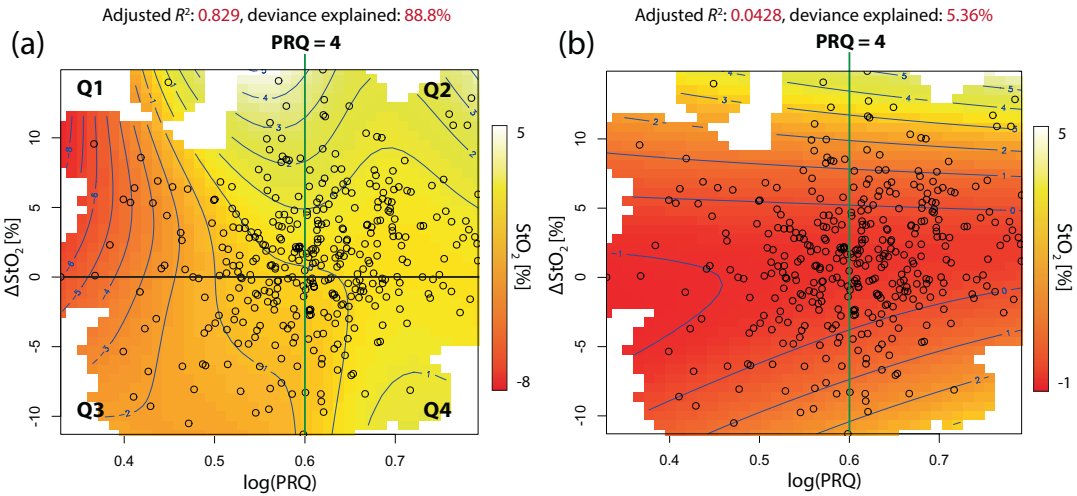 Adjusted R²: 0.829, deviance explained: 88.8%
(a)
PRQ = 4
Q1
Q2
Q3
Q4
10
5
0
-5
-10
ΔStO₂ [%]
0.4 0.5 0.6 0.7
log(PRQ)
5
StO₂ [%]
-8
Adjusted R²: 0.0428, deviance explained: 5.36%
(b)
PRQ = 4
10
5
0
-5
-10
ΔStO₂ [%]
0.4 0.5 0.6 0.7
log(PRQ)
5
StO₂ [%]
-1